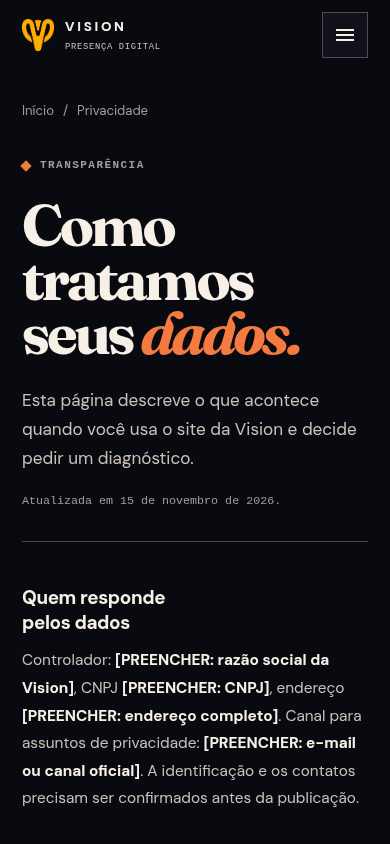 VISION
PRESENÇA DIGITAL
Início / Privacidade
TRANSPARÊNCIA
Como
tratamos
seus dados.
Esta página descreve o que acontece
quando você usa o site da Vision e decide
pedir um diagnóstico.
Atualizada em 15 de novembro de 2026.
Quem responde
pelos dados
Controlador: [PREENCHER: razão social da
Vision], CNPJ [PREENCHER: CNPJ], endereço
[PREENCHER: endereço completo]. Canal para
assuntos de privacidade: [PREENCHER: e-mail
ou canal oficial]. A identificação e os contatos
precisam ser confirmados antes da publicação.